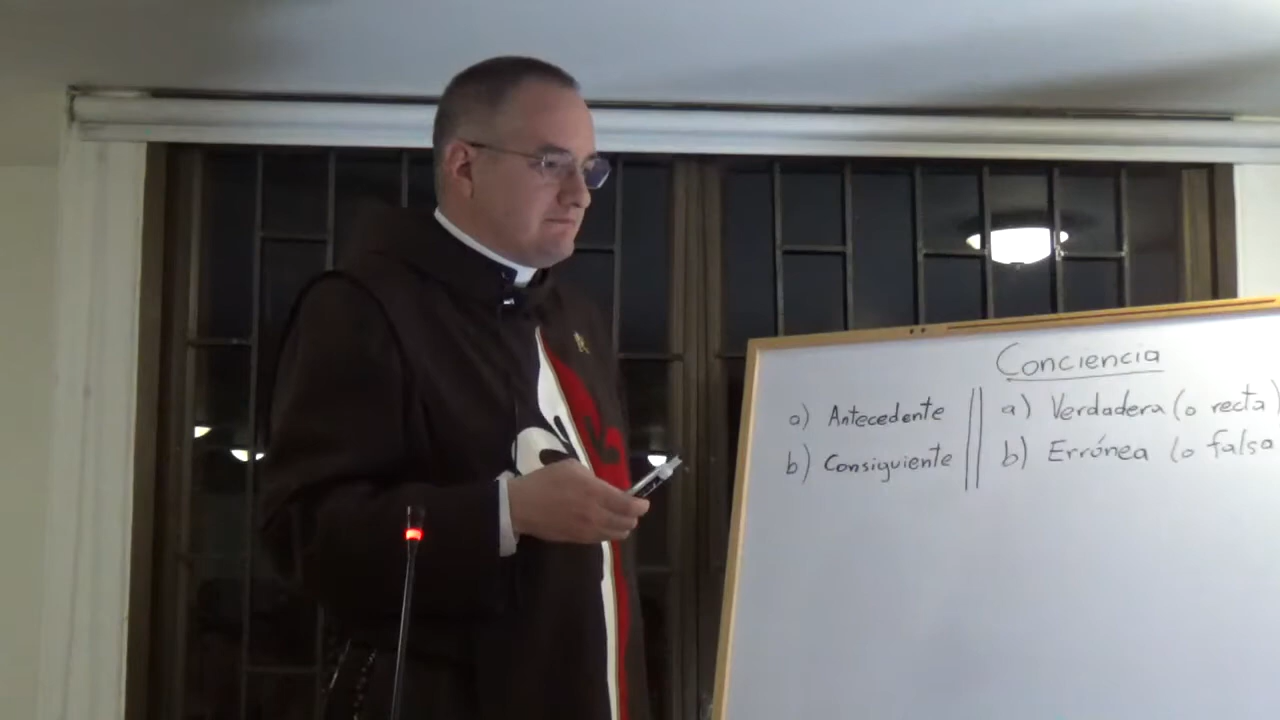 Conciencia
a) Antecedente
b) Consiguiente
a) Verdadera (o recta)
b) Errónea (o falsa